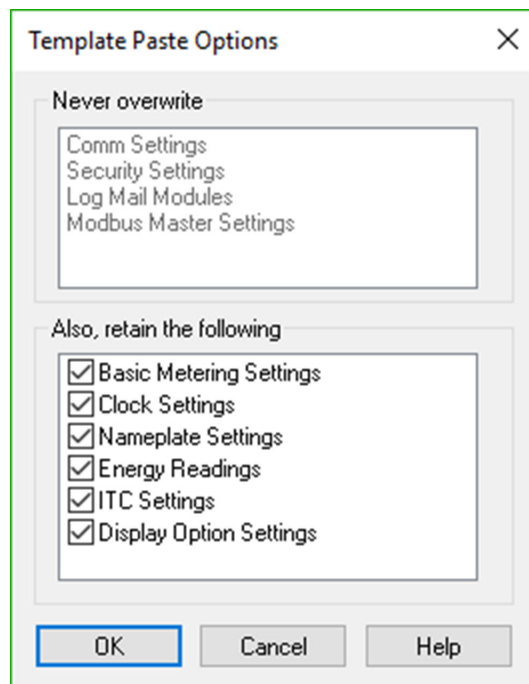 Template Paste Options
Never overwrite
Comm Settings
Security Settings
Log Mail Modules
Modbus Master Settings
Also, retain the following
Basic Metering Settings
Clock Settings
Nameplate Settings
Energy Readings
ITC Settings
Display Option Settings
OK Cancel Help